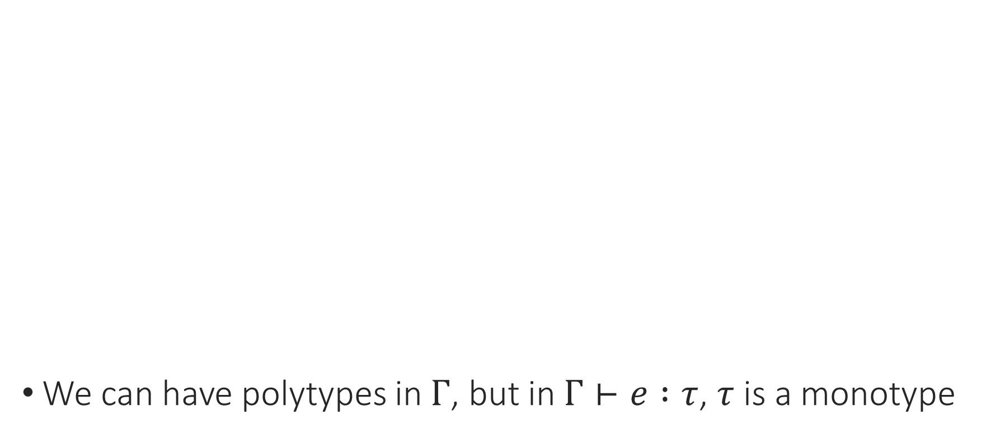 • We can have polytypes in Γ, but in Γ ⊢ e : τ, τ is a monotype